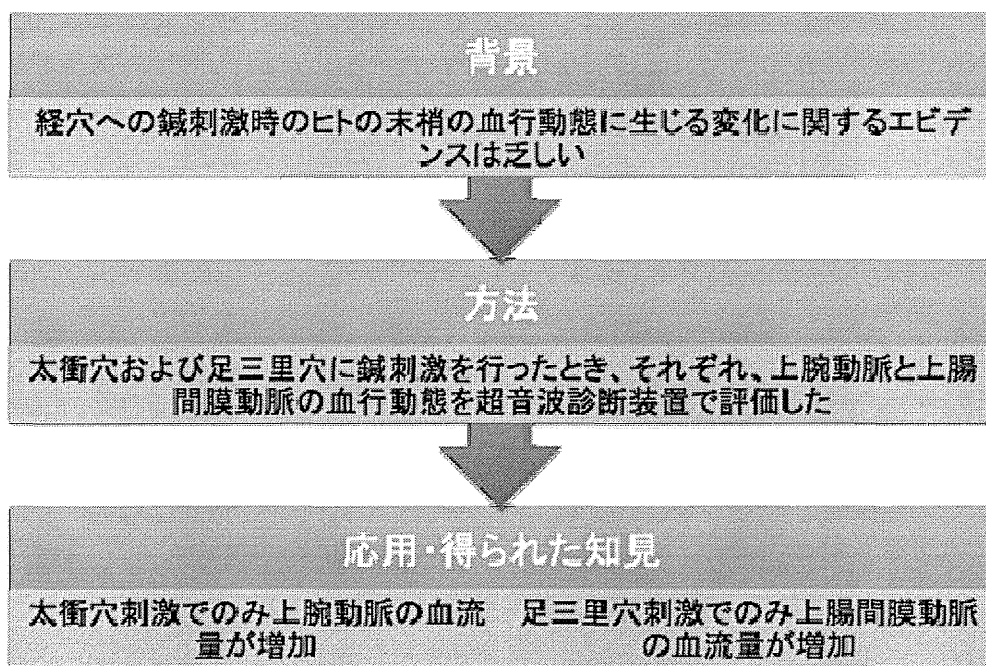 背景
経穴への鍼刺激時のヒトの末梢の血行動態に生じる変化に関するエビデ
ンスは乏しい
方法
太衝穴および足三里穴に鍼刺激を行ったとき、それぞれ、上腕動脈と上腸
間膜動脈の血行動態を超音波診断装置で評価した
応用・得られた知見
太衝穴刺激でのみ上腕動脈の血流
量が増加
足三里穴刺激でのみ上腸間膜動脈
の血流量が増加